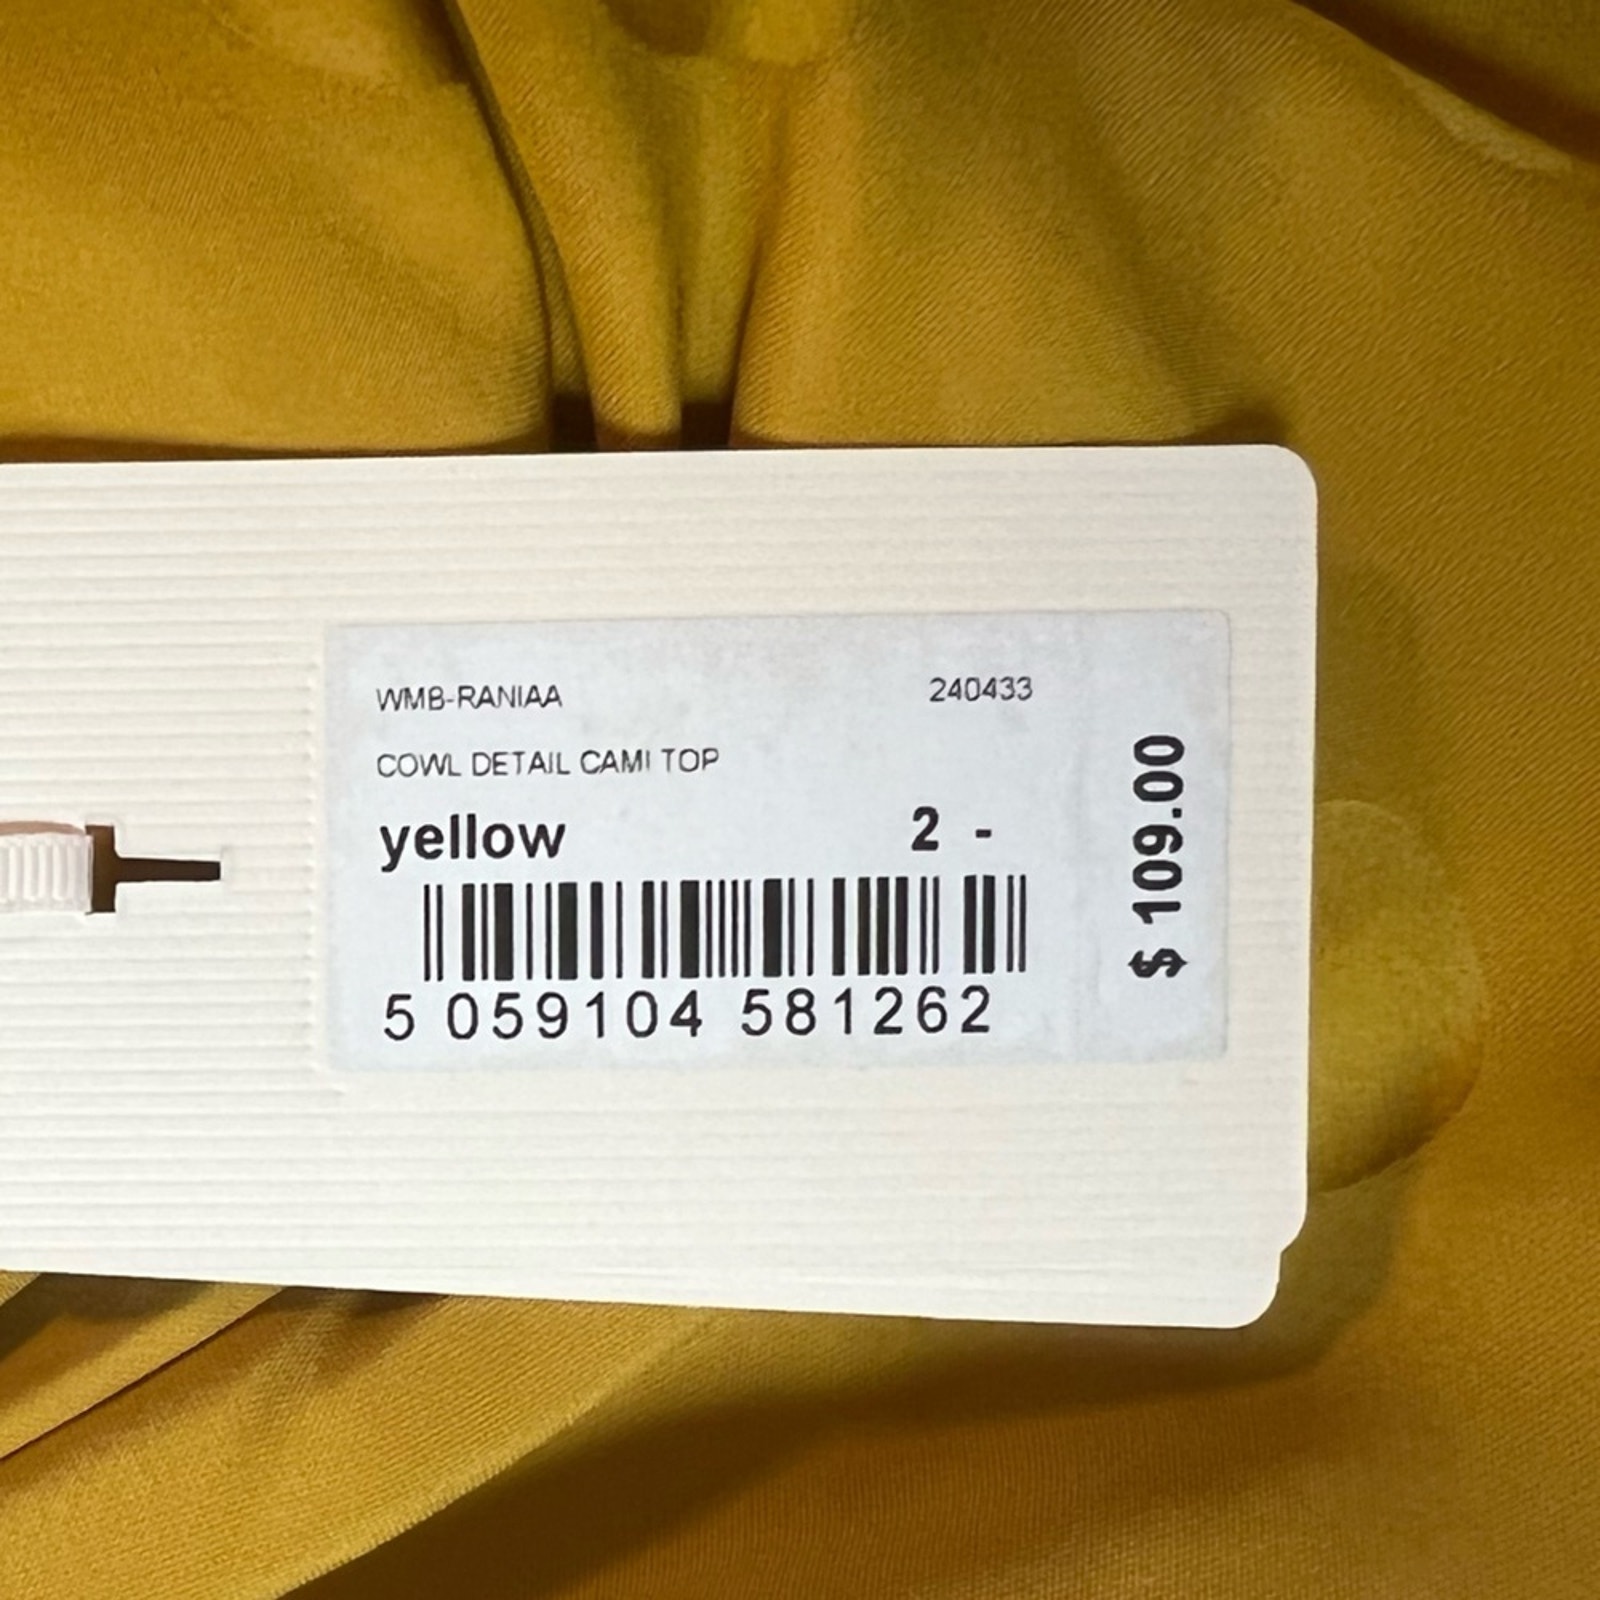 WMB-RANIAA 240433
COWL DETAIL CAMI TOP
yellow 2 -
5 059104 581262
$ 109.00